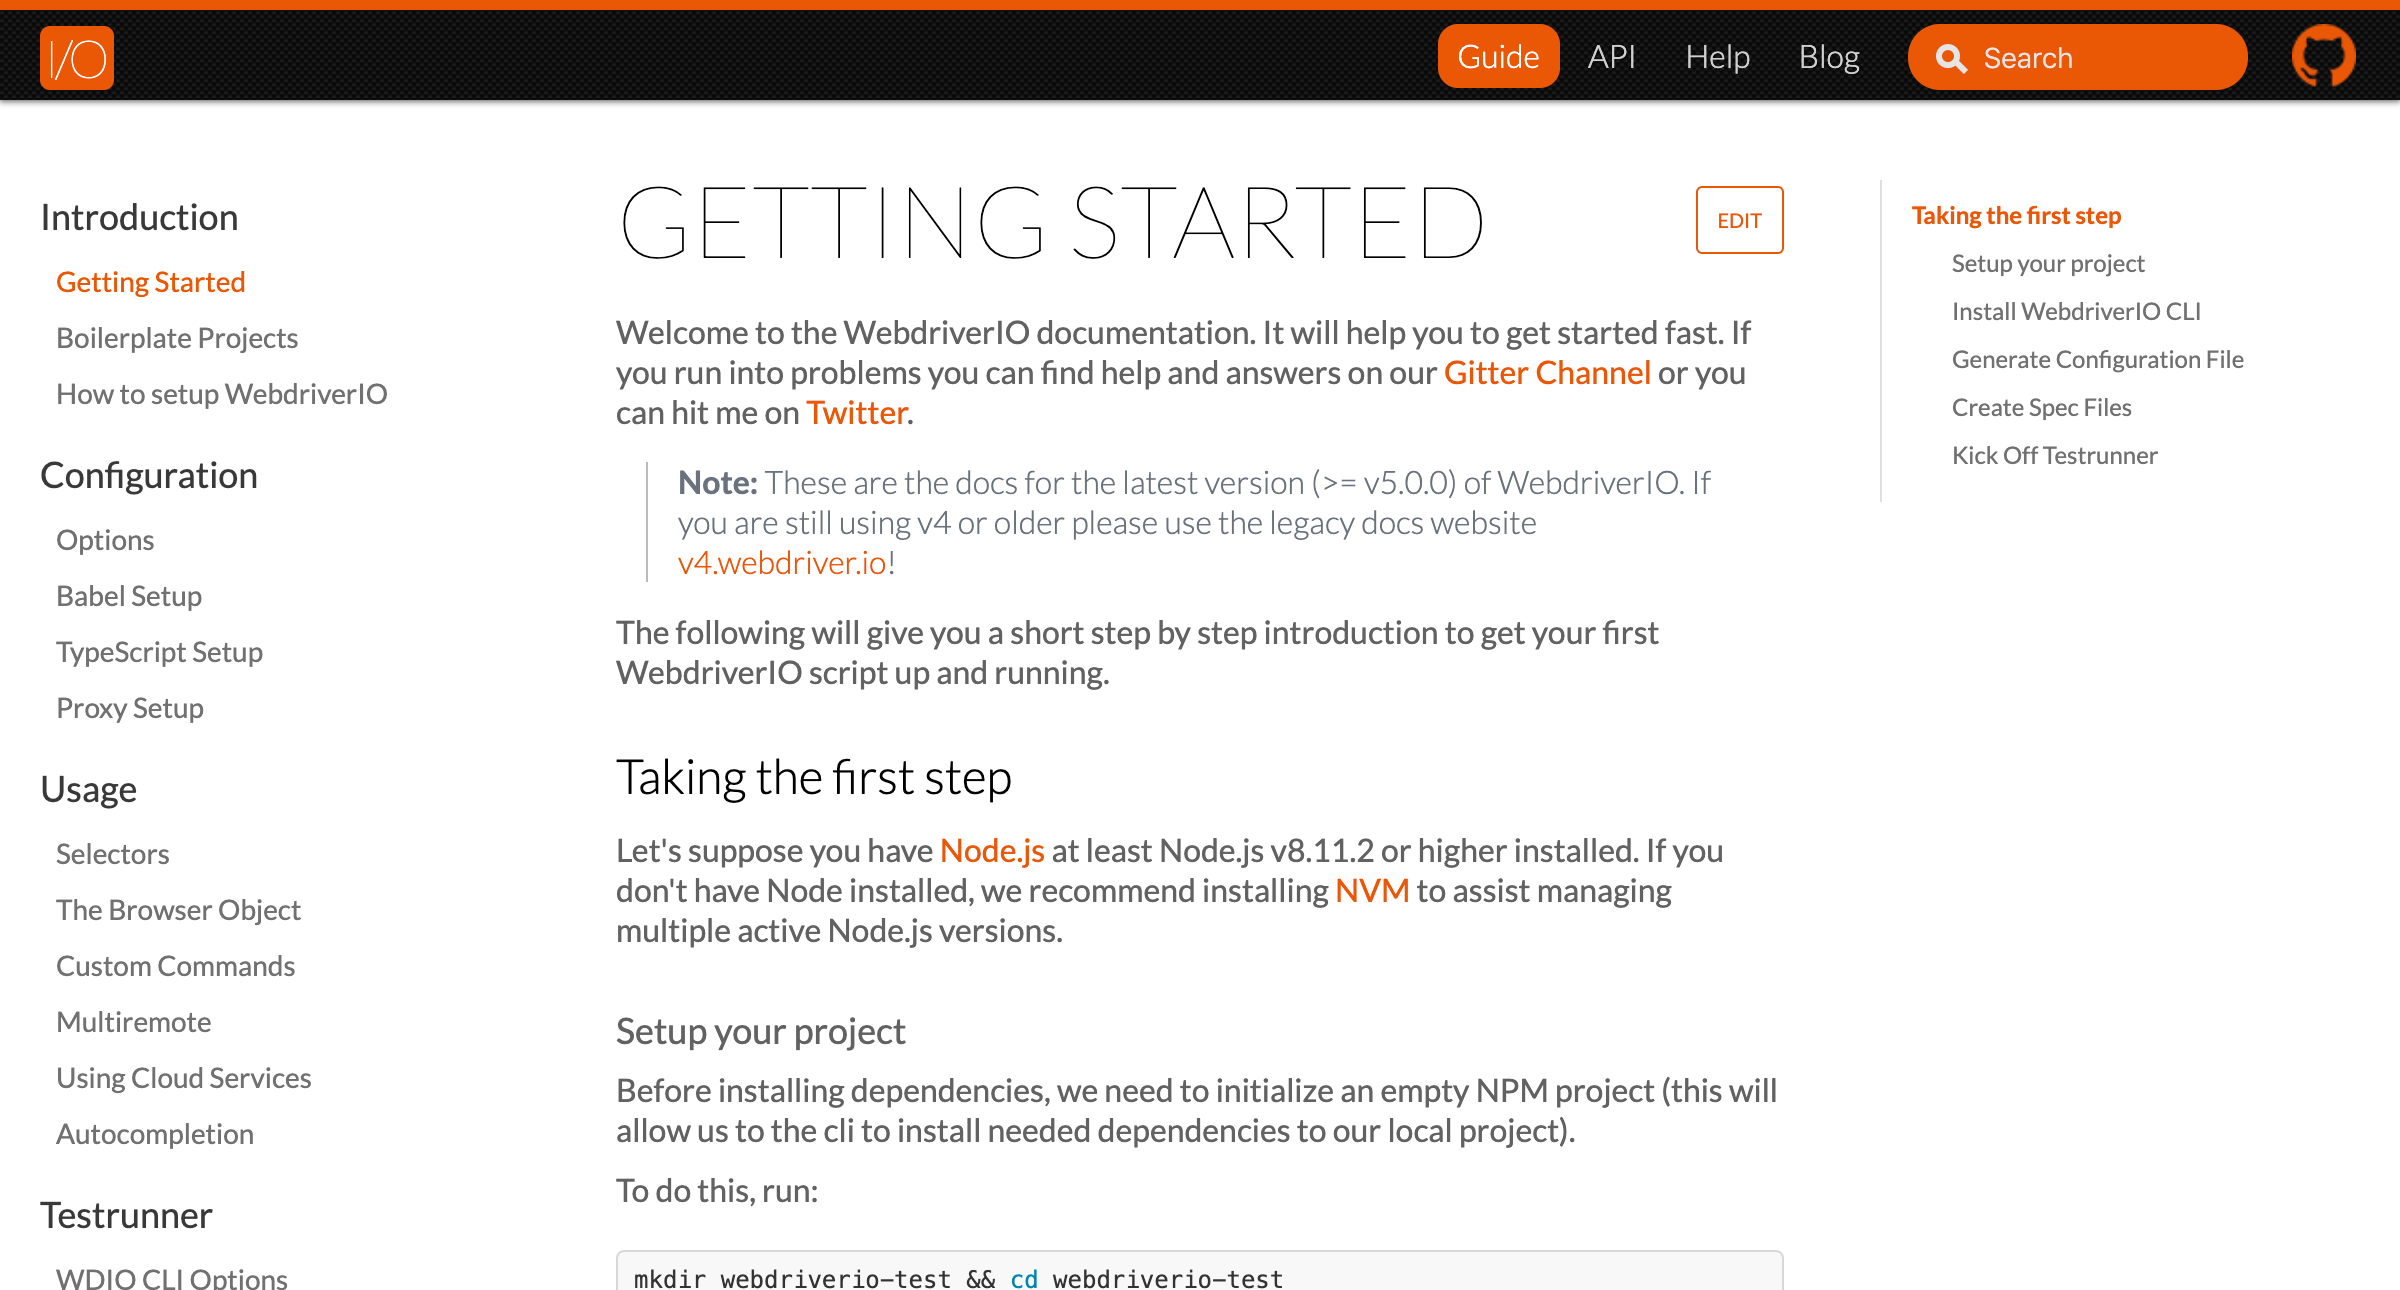 I/O
Guide
API
Help
Blog
Search
Introduction
Getting Started
Boilerplate Projects
How to setup WebdriverIO
Configuration
Options
Babel Setup
TypeScript Setup
Proxy Setup
Usage
Selectors
The Browser Object
Custom Commands
Multiremote
Using Cloud Services
Autocompletion
Testrunner
WDIO CLI Options
GETTING STARTED
EDIT
Welcome to the WebdriverIO documentation. It will help you to get started fast. If
you run into problems you can find help and answers on our Gitter Channel or you
can hit me on Twitter.
Note: These are the docs for the latest version (>= v5.0.0) of WebdriverIO. If
you are still using v4 or older please use the legacy docs website
v4.webdriver.io!
The following will give you a short step by step introduction to get your first
WebdriverIO script up and running.
Taking the first step
Let's suppose you have Node.js at least Node.js v8.11.2 or higher installed. If you
don't have Node installed, we recommend installing NVM to assist managing
multiple active Node.js versions.
Setup your project
Before installing dependencies, we need to initialize an empty NPM project (this will
allow us to the cli to install needed dependencies to our local project).
To do this, run:
mkdir webdriverio-test && cd webdriverio-test
Taking the first step
Setup your project
Install WebdriverIO CLI
Generate Configuration File
Create Spec Files
Kick Off Testrunner